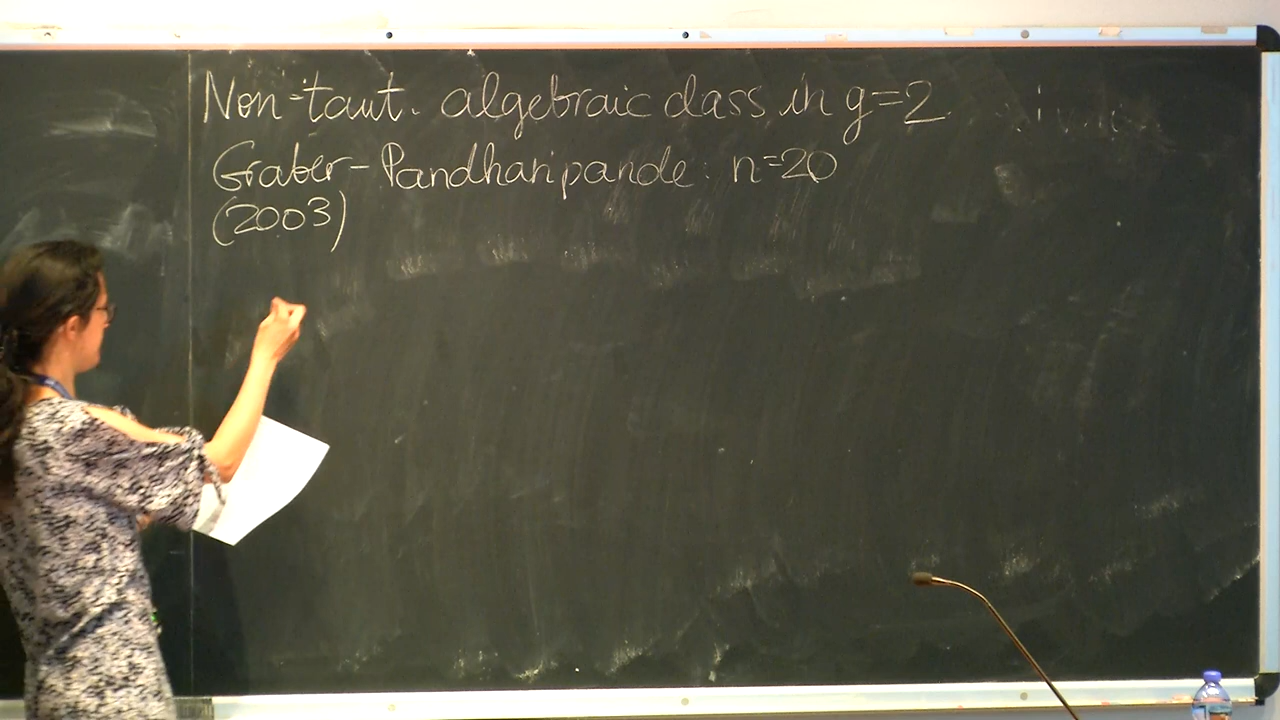 Non-taut. algebraic class in g=2
Graber-Pandharipande: n=20
(2003)